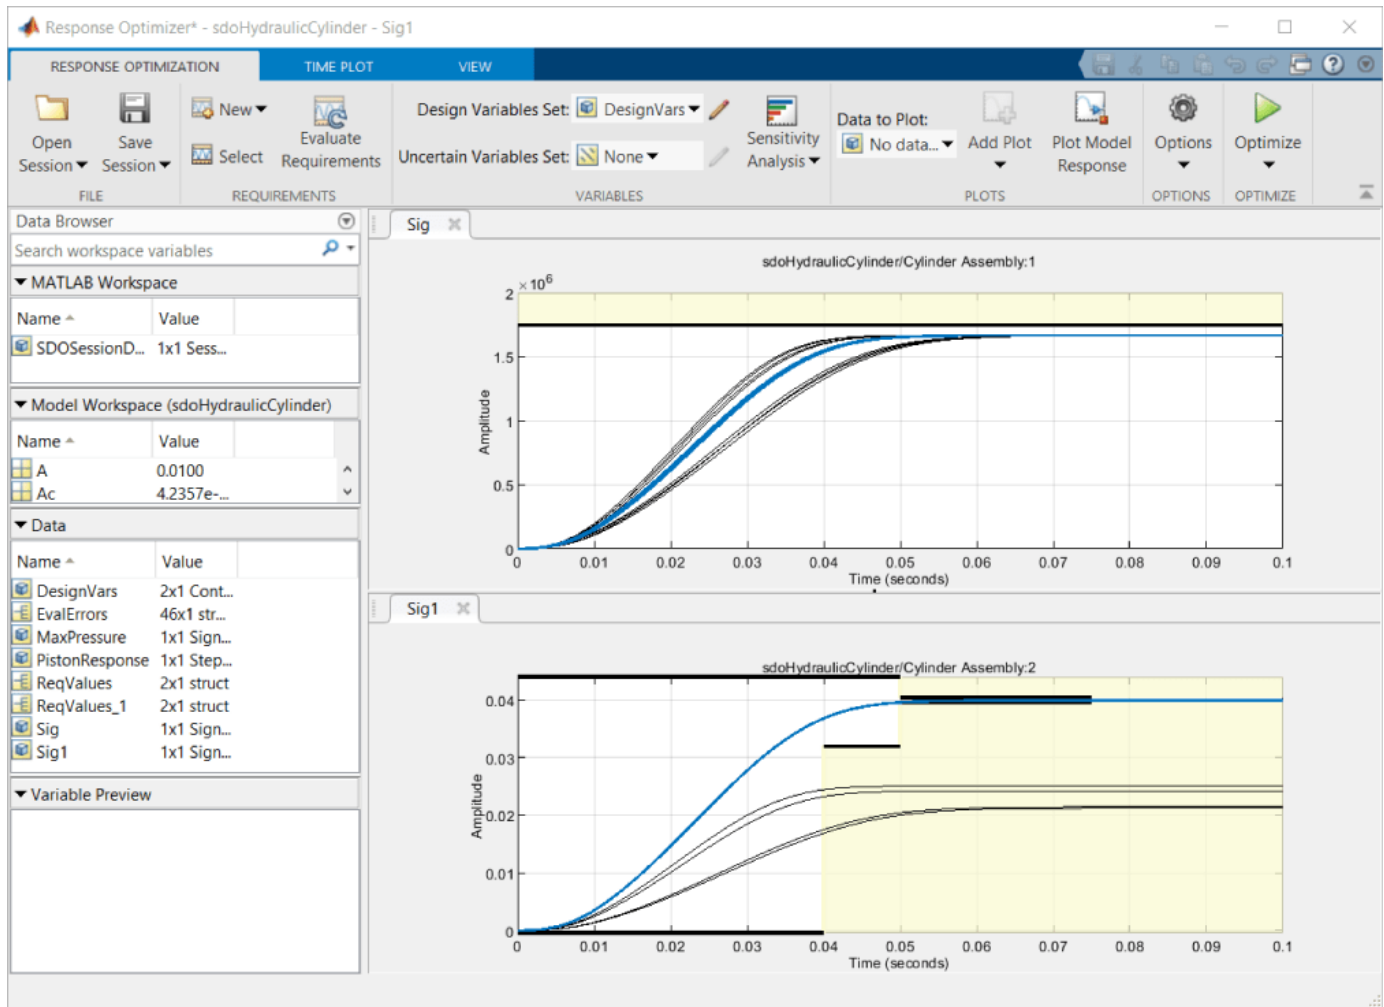 Response Optimizer* - sdoHydraulicCylinder - Sig1
RESPONSE OPTIMIZATION TIME PLOT VIEW
Open Session
Save Session
FILE
New
Select
Evaluate Requirements
REQUIREMENTS
Design Variables Set: DesignVars
Uncertain Variables Set: None
Sensitivity Analysis
VARIABLES
Data to Plot:
No data...
Add Plot
Plot Model Response
PLOTS
Options
OPTIONS
Optimize
OPTIMIZE
Data Browser
Search workspace variables
MATLAB Workspace
Name Value
SDOSessionD... 1x1 Sess...
Model Workspace (sdoHydraulicCylinder)
Name Value
A 0.0100
Ac 4.2357e-...
Data
Name Value
DesignVars 2x1 Cont...
EvalErrors 46x1 str...
MaxPressure 1x1 Sign...
PistonResponse 1x1 Step...
ReqValues 2x1 struct
ReqValues_1 2x1 struct
Sig 1x1 Sign...
Sig1 1x1 Sign...
Variable Preview
Sig
sdoHydraulicCylinder/Cylinder Assembly:1
× 10^6
2
1.5
1
0.5
0
Amplitude
0 0.01 0.02 0.03 0.04 0.05 0.06 0.07 0.08 0.09 0.1
Time (seconds)
Sig1
sdoHydraulicCylinder/Cylinder Assembly:2
0.04
0.03
0.02
0.01
0
Amplitude
0 0.01 0.02 0.03 0.04 0.05 0.06 0.07 0.08 0.09 0.1
Time (seconds)